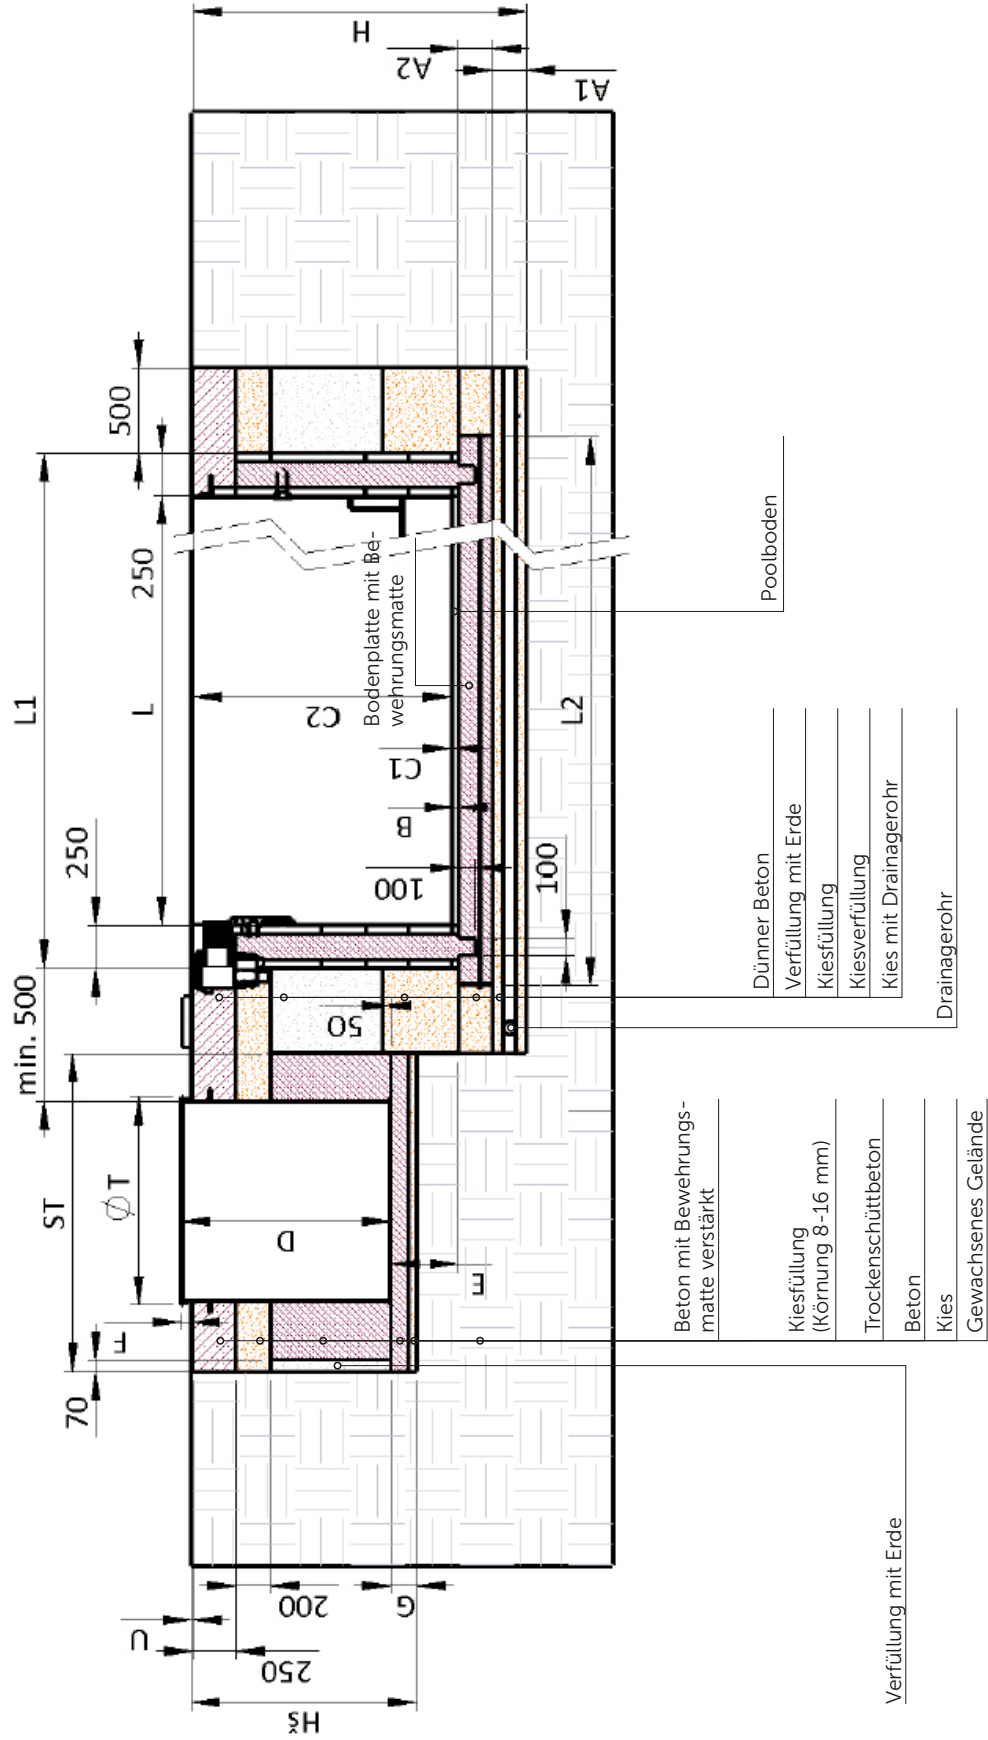 H
A2
A1
500
L1
250
L
C2
Bodenplatte mit Be-
wehrungsmatte
C1
B
L2
Poolboden
250
100
100
min. 500
50
ST
Ø T
D
E
F
70
U
250
200
G
Hš
Dünner Beton
Verfüllung mit Erde
Kiesfüllung
Kiesverfüllung
Kies mit Drainagerohr
Drainagerohr
Beton mit Bewehrungs-
matte verstärkt
Kiesfüllung
(Körnung 8-16 mm)
Trockenschüttbeton
Beton
Kies
Gewachsenes Gelände
Verfüllung mit Erde